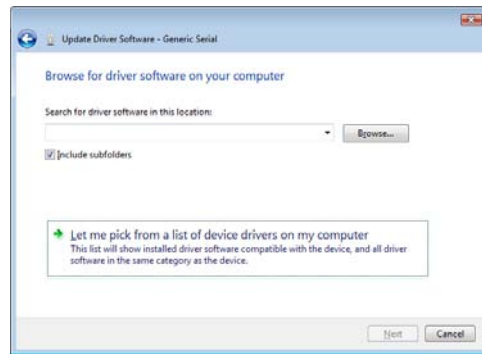 Update Driver Software - Generic Serial
Browse for driver software on your computer
Search for driver software in this location:
Browse...
Include subfolders
Let me pick from a list of device drivers on my computer
This list will show installed driver software compatible with the device, and all driver
software in the same category as the device.
Next Cancel